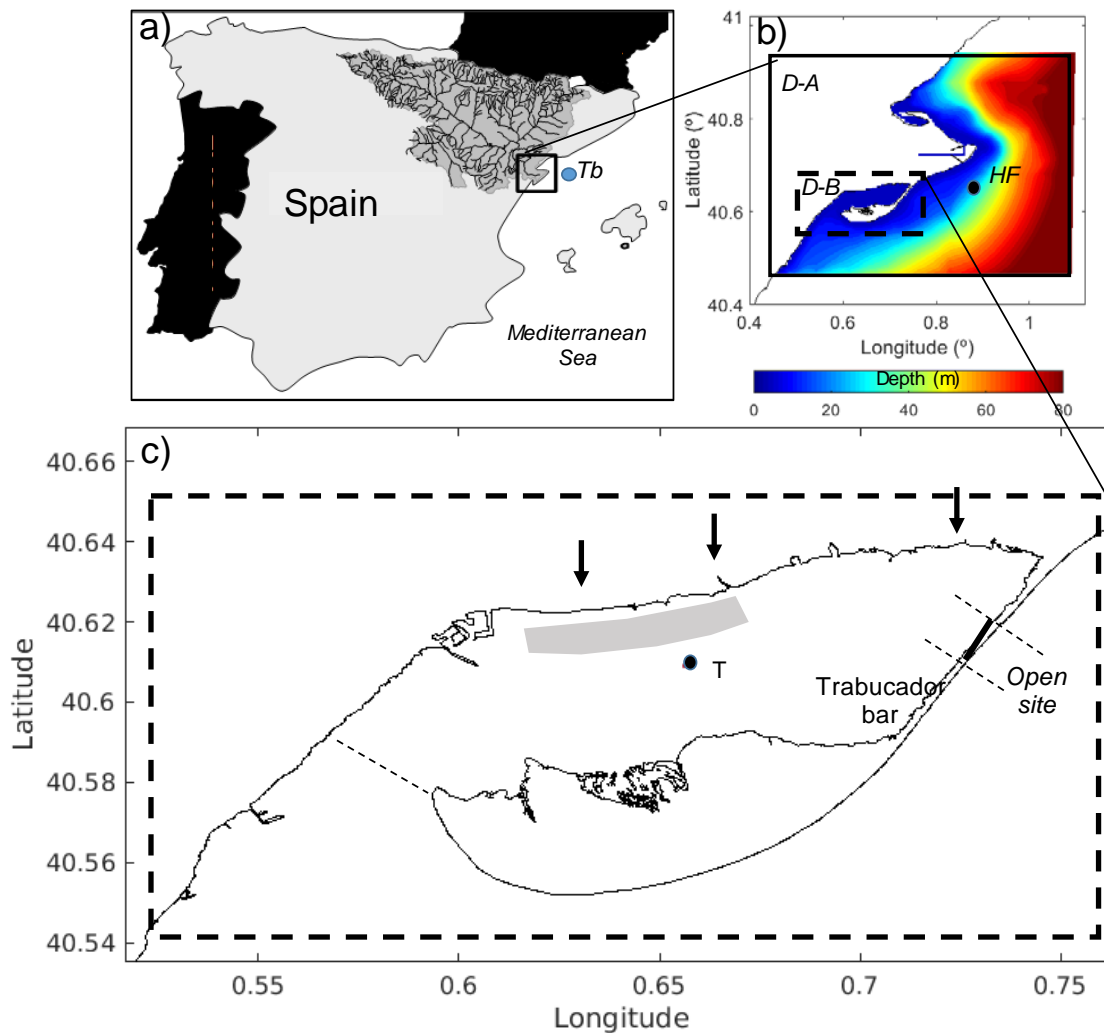 a)
Tb
Spain
Mediterranean
Sea
b)
41
40.8
40.6
40.4
Latitude (º)
D-A
D-B
HF
0.4
0.6
0.8
1
Longitude (º)
Depth (m)
0
20
40
60
80
c)
40.66
40.64
40.62
40.6
40.58
40.56
40.54
Latitude
T
Trabucador
bar
Open
site
0.55
0.6
0.65
0.7
0.75
Longitude